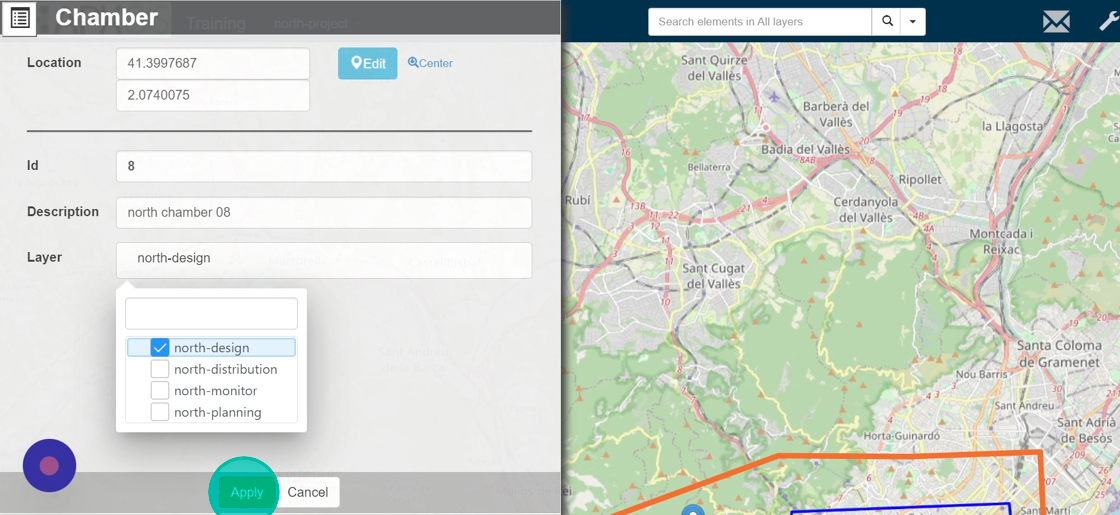 Chamber
Training
north-project
Search elements in All layers
Location
41.3997687
Edit
Center
2.0740075
Id
8
Description
north chamber 08
Layer
north-design
north-design
north-distribution
north-monitor
north-planning
Apply
Cancel
Sant Quirze
del Vallès
Barberà del
Vallès
la Llagosta
Badia del Vallès
Bellaterra
Ripollet
Rubí
13B
13
Cerdanyola
del Vallès
4A
Montcada i
Reixac
Sant Cugat
del Vallès
Santa Coloma
de Gramenet
Nou Barris
Sant Andreu
Sant Adrià
de Besòs
Horta-Guinardó
Sant Martí